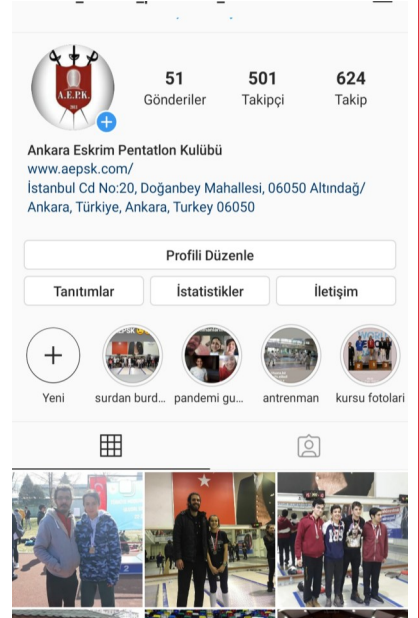 A.E.P.K.
51 501 624
Gönderiler Takipçi Takip
Ankara Eskrim Pentatlon Kulübü
www.aepsk.com/
İstanbul Cd No:20, Doğanbey Mahallesi, 06050 Altındağ/
Ankara, Türkiye, Ankara, Turkey 06050
Profili Düzenle
Tanıtımlar İstatistikler İletişim
Yeni surdan burd... pandemi gu... antrenman kursu fotolari